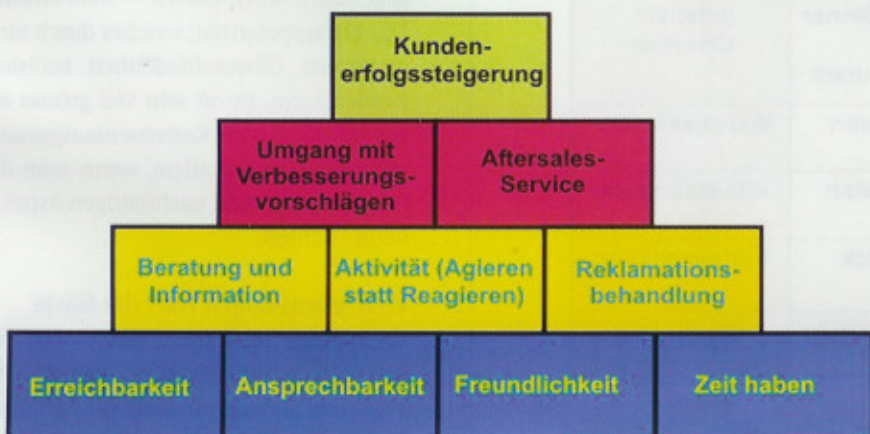 Kunden-
erfolgssteigerung
Umgang mit
Verbesserungs-
vorschlägen
Aftersales-
Service
Beratung und
Information
Aktivität (Agieren
statt Reagieren)
Reklamations-
behandlung
Erreichbarkeit
Ansprechbarkeit
Freundlichkeit
Zeit haben